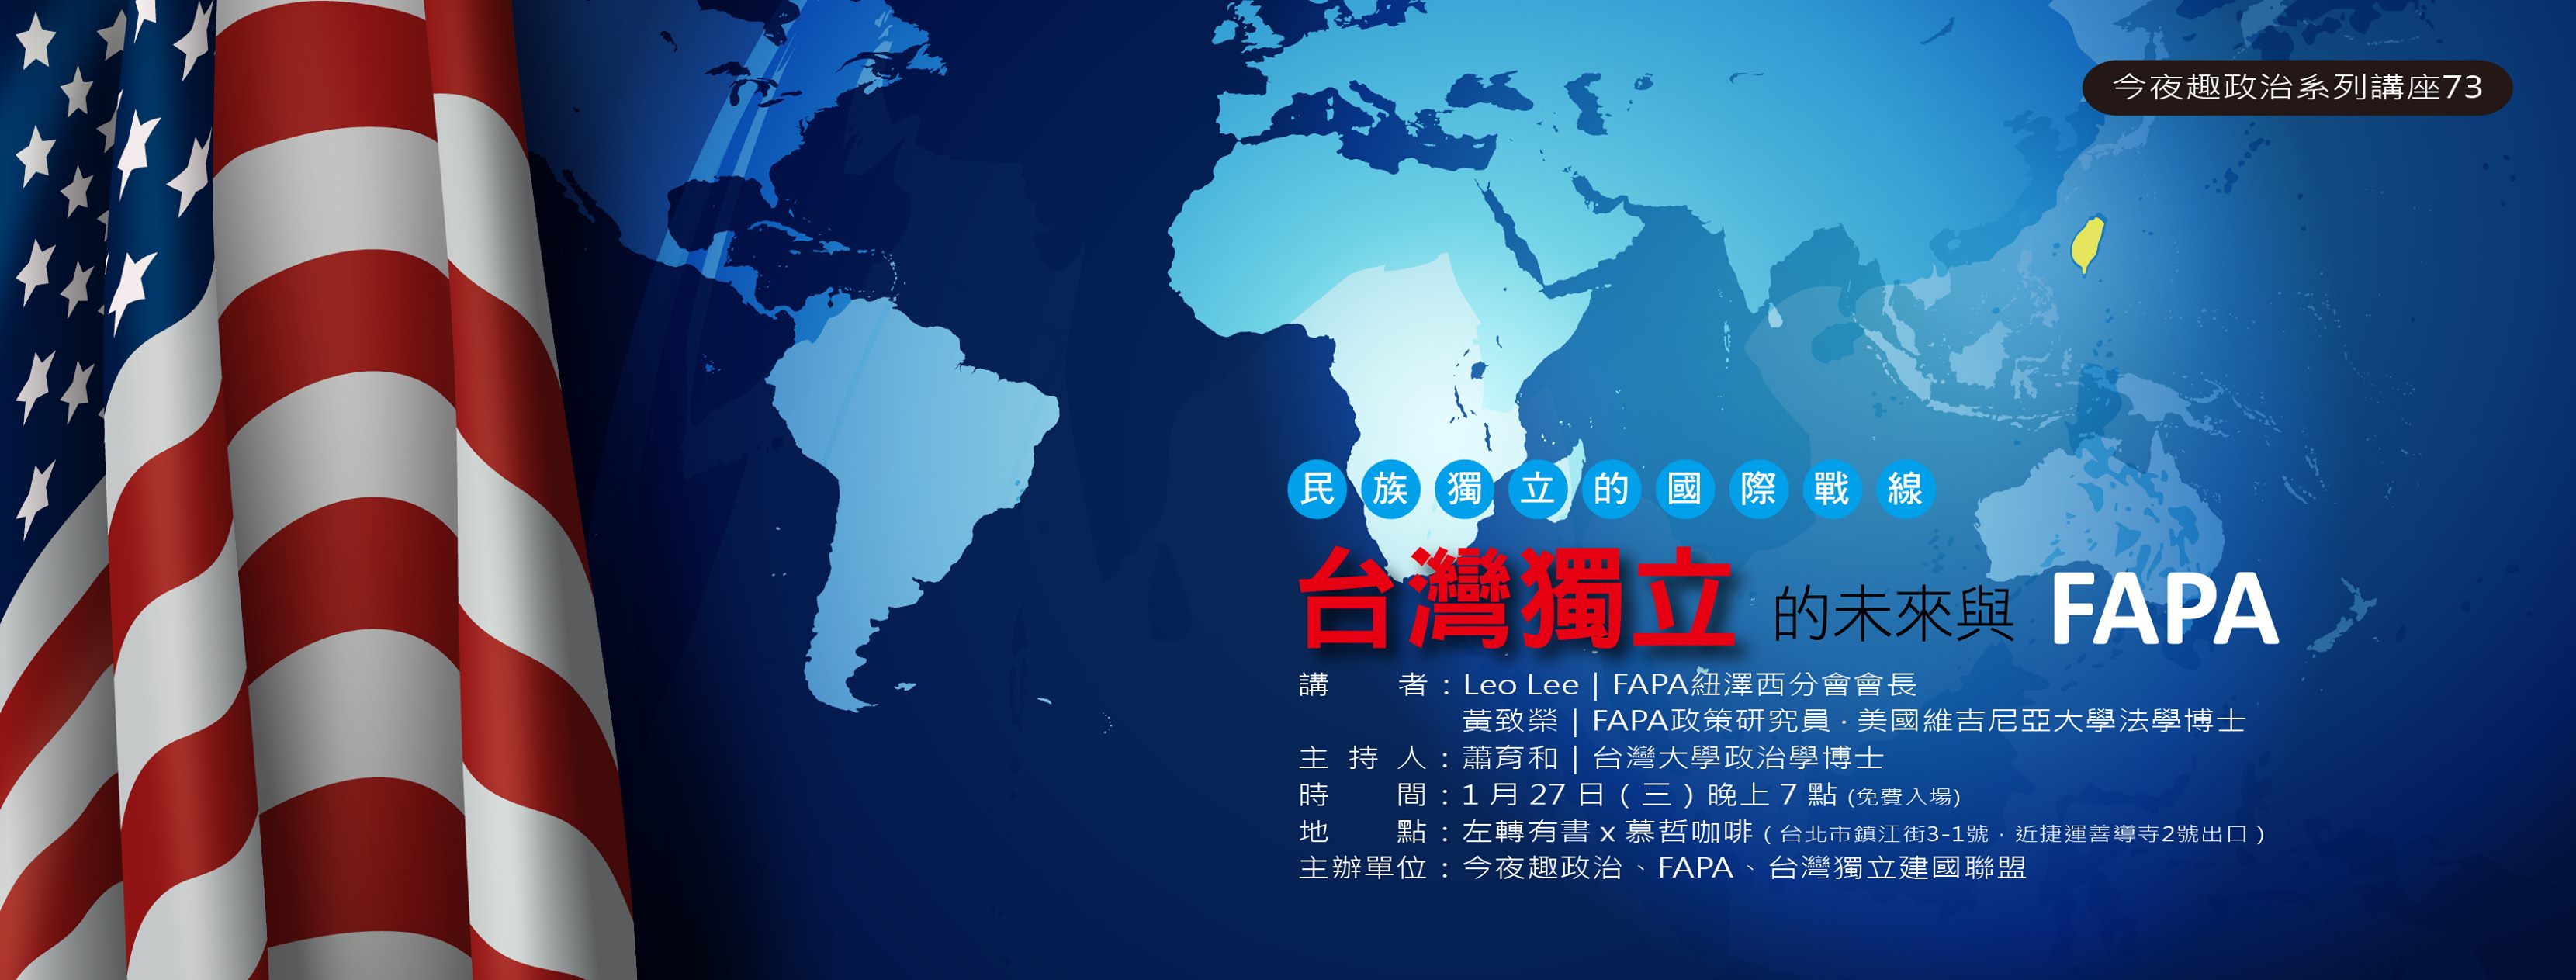 今夜趣政治系列講座73
民族獨立的國際戰線
台灣獨立的未來與 FAPA
講者：Leo Lee｜FAPA紐澤西分會會長
黃致榮｜FAPA政策研究員‧美國維吉尼亞大學法學博士
主持人：蕭育和｜台灣大學政治學博士
時間：1 月 27 日（三）晚上 7 點 (免費入場)
地點：左轉有書 x 慕哲咖啡（台北市鎮江街3-1號‧近捷運善導寺2號出口）
主辦單位：今夜趣政治、FAPA、台灣獨立建國聯盟